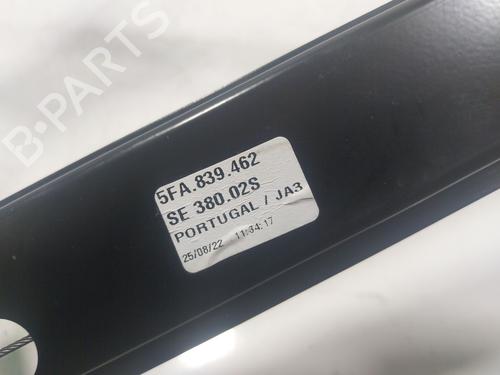 B-PARTS
5FA.839.462
SE 380.02S
PORTUGAL / JA3
25/08/22 11:34:17